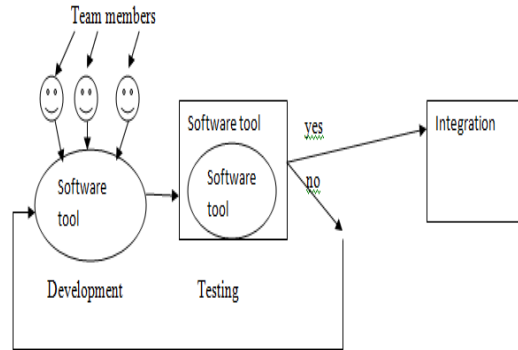 Team members
Software tool
yes
Integration
Software
tool
Software
tool
no
Development
Testing